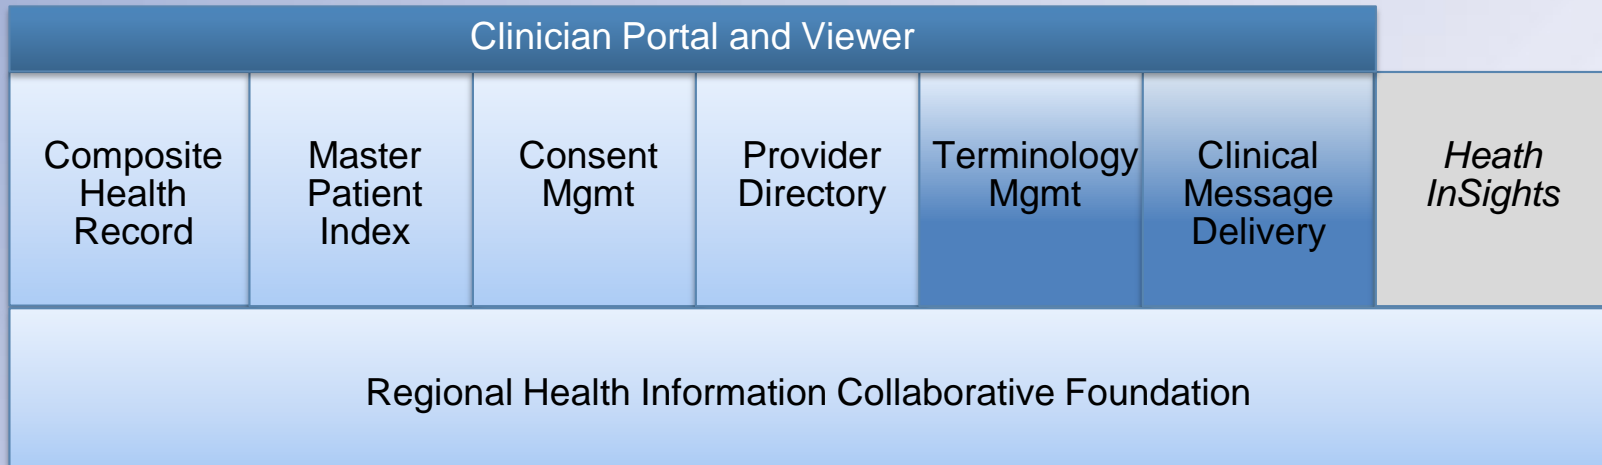 Clinician Portal and Viewer
Composite
Health
Record
Master
Patient
Index
Consent
Mgmt
Provider
Directory
Terminology
Mgmt
Clinical
Message
Delivery
Heath
InSights
Regional Health Information Collaborative Foundation